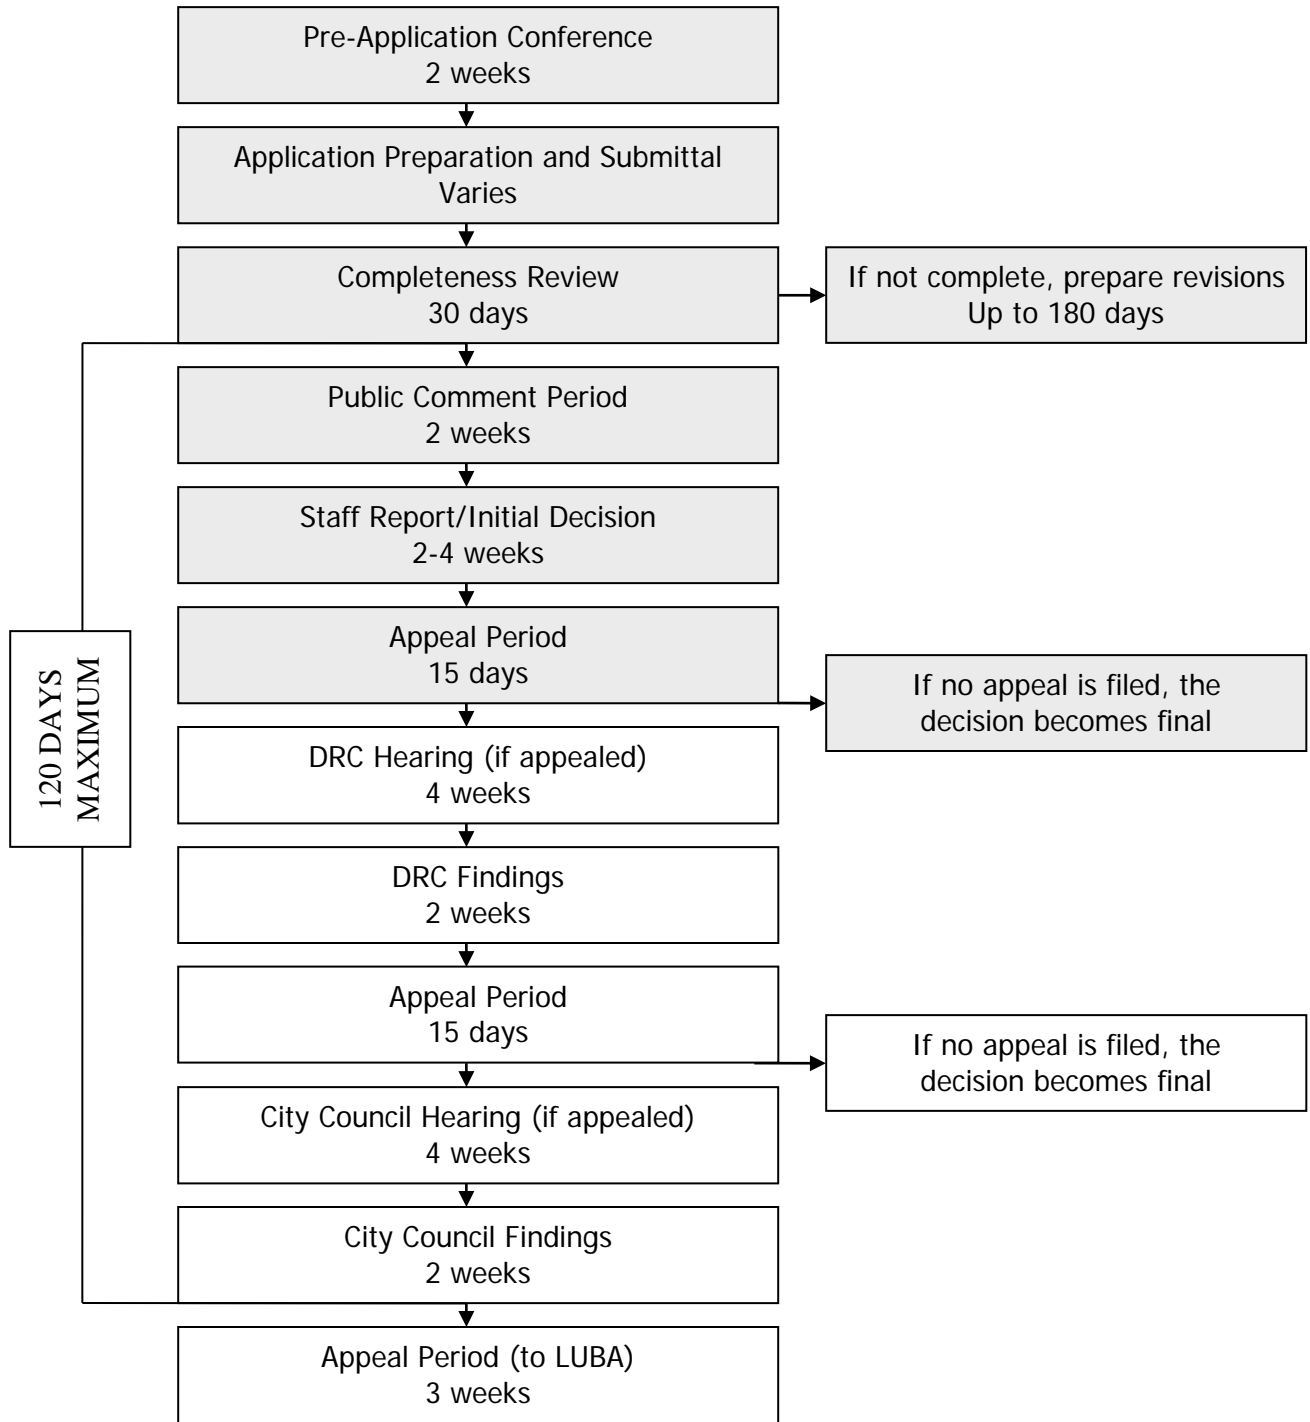 Pre-Application Conference
2 weeks
Application Preparation and Submittal
Varies
Completeness Review
30 days
If not complete, prepare revisions
Up to 180 days
Public Comment Period
2 weeks
Staff Report/Initial Decision
2-4 weeks
Appeal Period
15 days
If no appeal is filed, the
decision becomes final
120 DAYS
MAXIMUM
DRC Hearing (if appealed)
4 weeks
DRC Findings
2 weeks
Appeal Period
15 days
If no appeal is filed, the
decision becomes final
City Council Hearing (if appealed)
4 weeks
City Council Findings
2 weeks
Appeal Period (to LUBA)
3 weeks